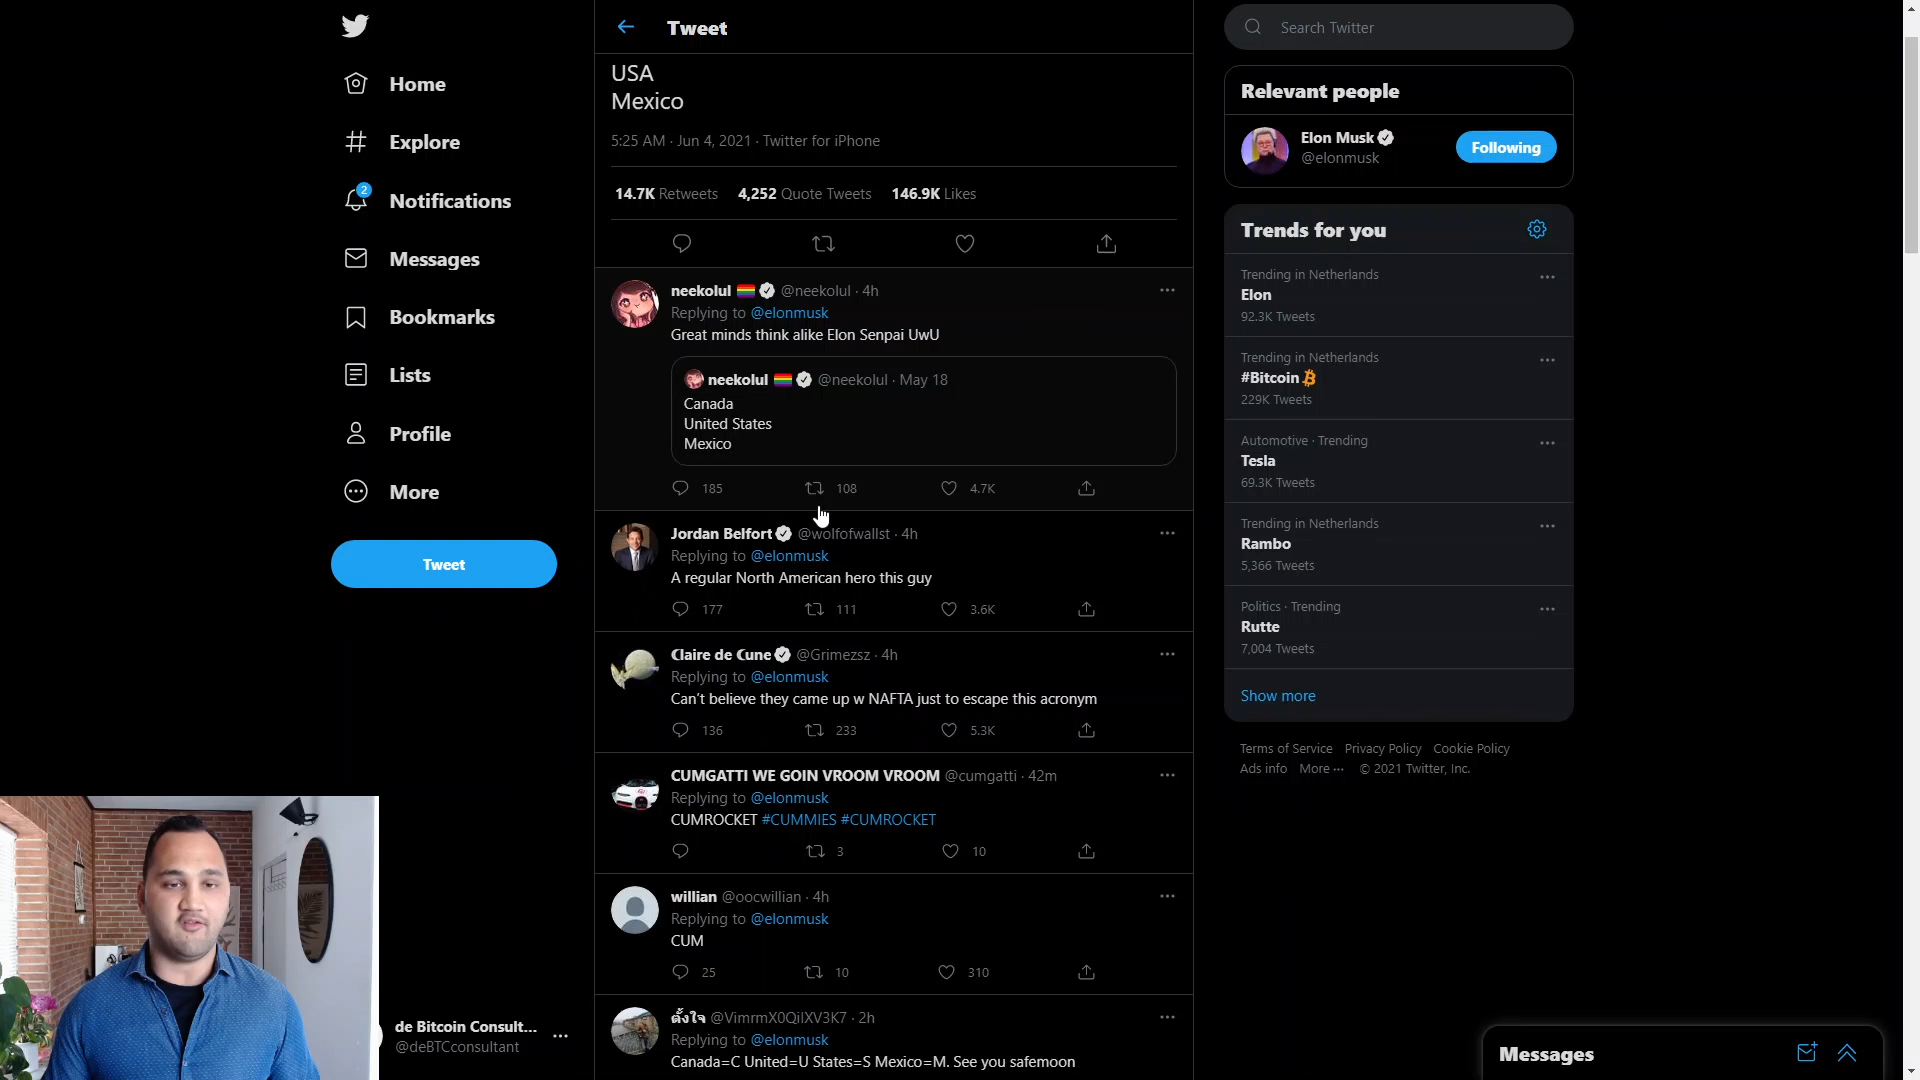 Home
Explore
2
Notifications
Messages
Bookmarks
Lists
Profile
More
Tweet
de Bitcoin Consult...
@deBTCconsultant
Tweet
USA
Mexico
5:25 AM · Jun 4, 2021 · Twitter for iPhone
14.7K Retweets 4,252 Quote Tweets 146.9K Likes
neekolul @neekolul · 4h
Replying to @elonmusk
Great minds think alike Elon Senpai UwU
neekolul @neekolul · May 18
Canada
United States
Mexico
185 108 4.7K
Jordan Belfort @wolfofwallst · 4h
Replying to @elonmusk
A regular North American hero this guy
177 111 3.6K
Claire de Cune @Grimezsz · 4h
Replying to @elonmusk
Can't believe they came up w NAFTA just to escape this acronym
136 233 5.3K
CUMGATTI WE GOIN VROOM VROOM @cumgatti · 42m
Replying to @elonmusk
CUMROCKET #CUMMIES #CUMROCKET
3 10
willian @oocwillian · 4h
Replying to @elonmusk
CUM
25 10 310
ตั้งใจ @VimrmX0QilXV3K7 · 2h
Replying to @elonmusk
Canada=C United=U States=S Mexico=M. See you safemoon
Search Twitter
Relevant people
Elon Musk
@elonmusk
Following
Trends for you
Trending in Netherlands
Elon
92.3K Tweets
Trending in Netherlands
#Bitcoin
229K Tweets
Automotive · Trending
Tesla
69.3K Tweets
Trending in Netherlands
Rambo
5,366 Tweets
Politics · Trending
Rutte
7,004 Tweets
Show more
Terms of Service Privacy Policy Cookie Policy
Ads info More ··· © 2021 Twitter, Inc.
Messages